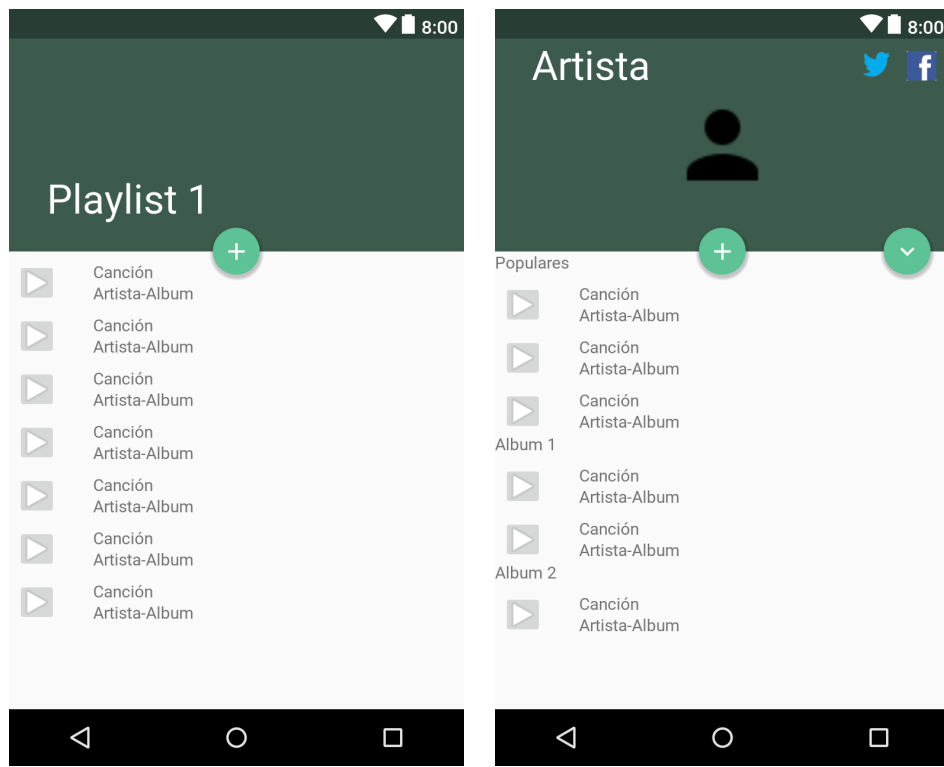 8:00
Playlist 1
+
Canción
Artista-Album
Canción
Artista-Album
Canción
Artista-Album
Canción
Artista-Album
Canción
Artista-Album
Canción
Artista-Album
Canción
Artista-Album
8:00
Artista
f
+
Populares
Canción
Artista-Album
Canción
Artista-Album
Canción
Artista-Album
Album 1
Canción
Artista-Album
Canción
Artista-Album
Album 2
Canción
Artista-Album